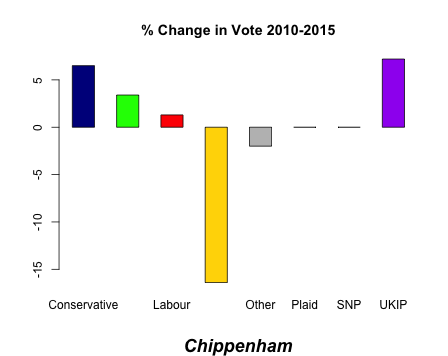 % Change in Vote 2010-2015
5
0
-5
-10
-15
Conservative Labour Other Plaid SNP UKIP
Chippenham